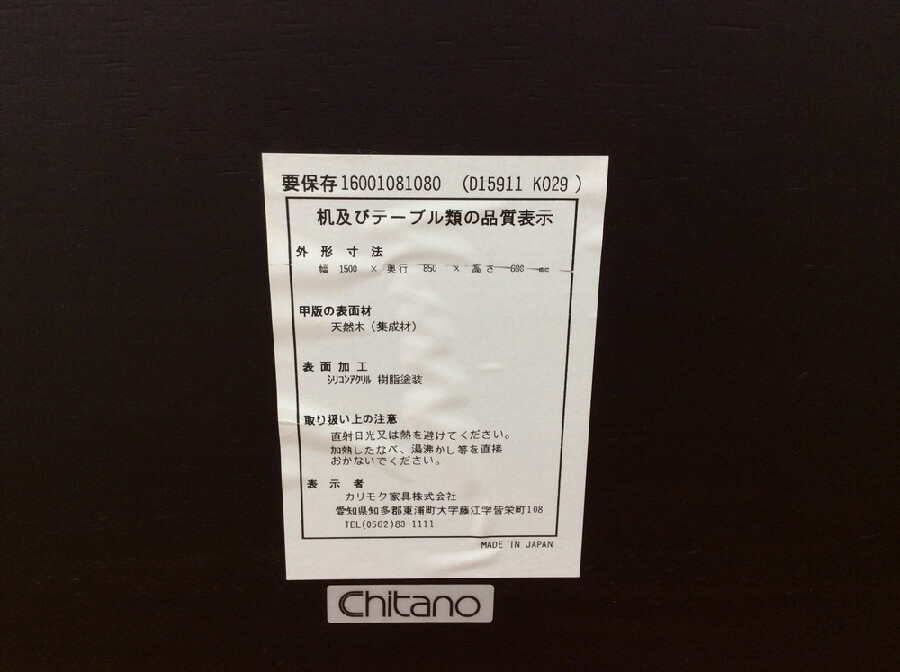 要保存16001081080 (D15911 K029 )
机及びテーブル類の品質表示
外形寸法
幅 1500 × 奥行 850 × 高さ 690 mm
甲版の表面材
天然木(集成材)
表面加工
シリコンアクリル 樹脂塗装
取り扱い上の注意
直射日光又は熱を避けてください。
加熱したなべ、湯沸かし等を直接
おかないでください。
表示者
カリモク家具株式会社
愛知県知多郡東浦町大字藤江字皆栄町108
TEL(0562)83-1111
MADE IN JAPAN
Chitano